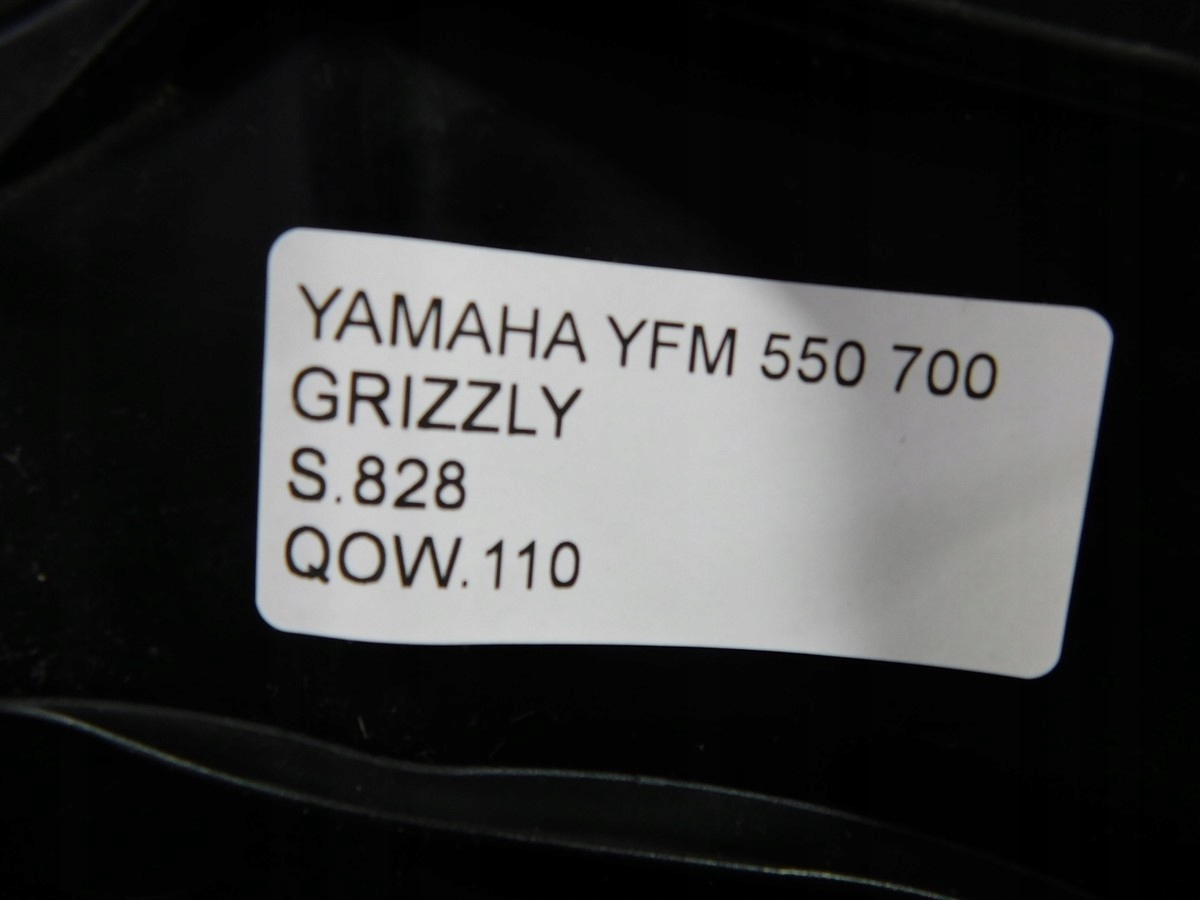 YAMAHA YFM 550 700
GRIZZLY
S.828
QOW.110